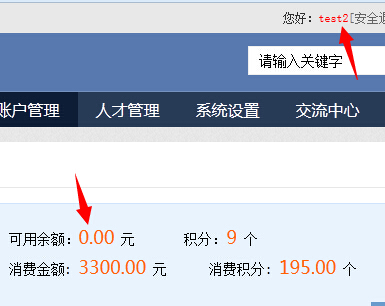 您好：test2[安全退
请输入关键字
账户管理 人才管理 系统设置 交流中心
可用余额：0.00 元 积分：9 个
消费金额：3300.00 元 消费积分：195.00 个